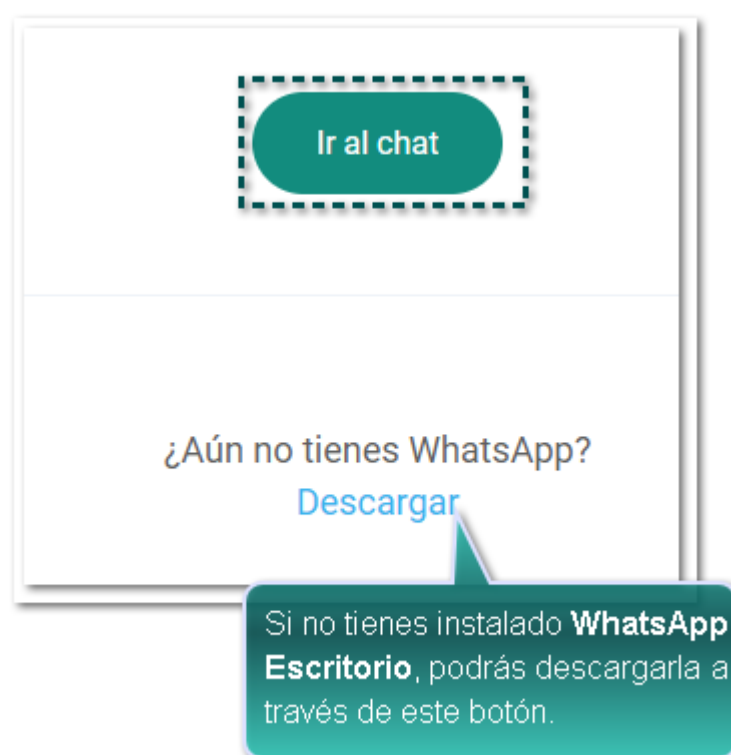 Ir al chat
¿Aún no tienes WhatsApp?
Descargar
Si no tienes instalado WhatsApp
Escritorio, podrás descargarla a
través de este botón.